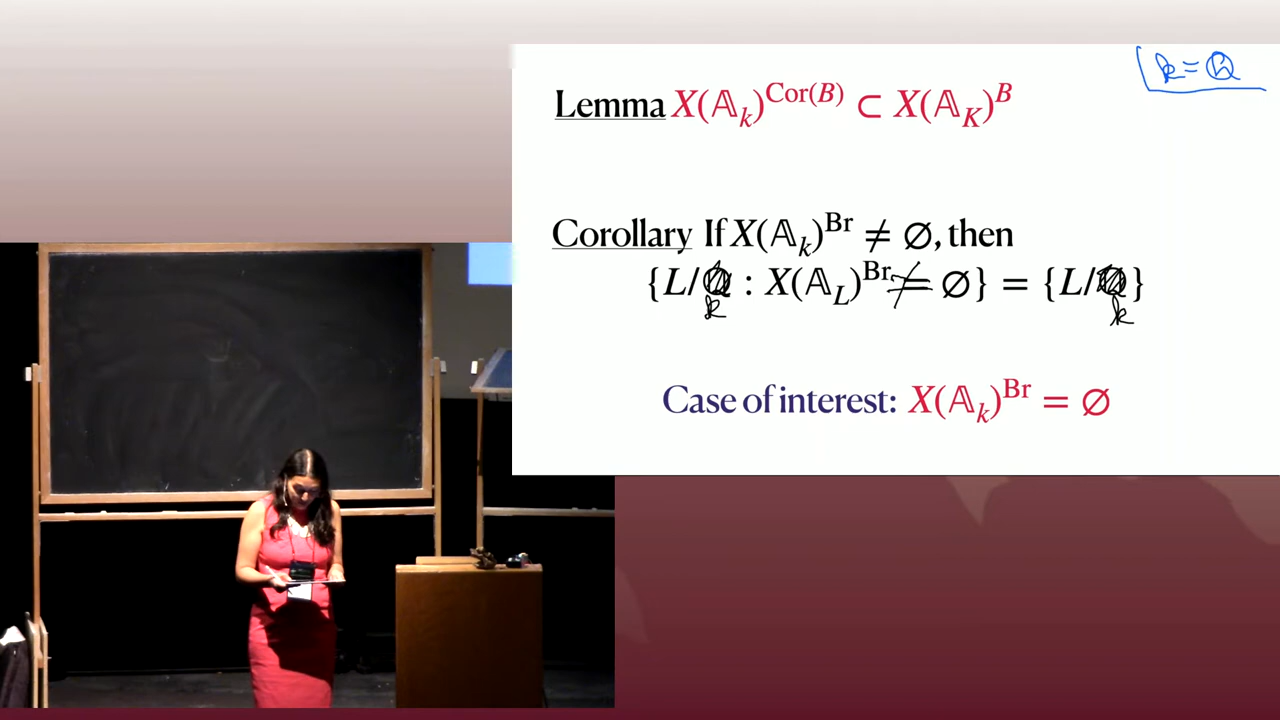 k = ℚ
Lemma X(𝔸_k)^{Cor(B)} ⊂ X(𝔸_K)^B
Corollary If X(𝔸_k)^{Br} ≠ ∅, then
{L/k : X(𝔸_L)^{Br} ≠ ∅} = {L/k}
Case of interest: X(𝔸_k)^{Br} = ∅